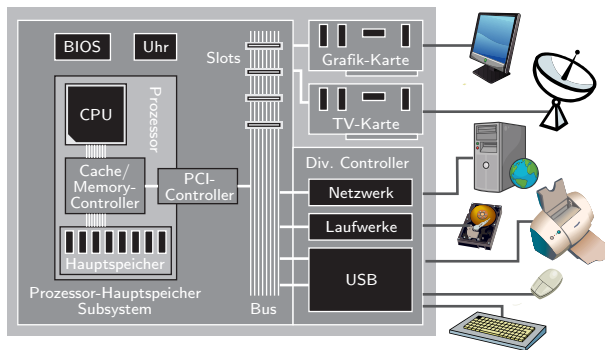 BIOS
Uhr
Slots
Grafik-Karte
TV-Karte
CPU
Prozessor
Cache/
Memory-
Controller
PCI-
Controller
Hauptspeicher
Prozessor-Hauptspeicher
Subsystem
Bus
Div. Controller
Netzwerk
Laufwerke
USB